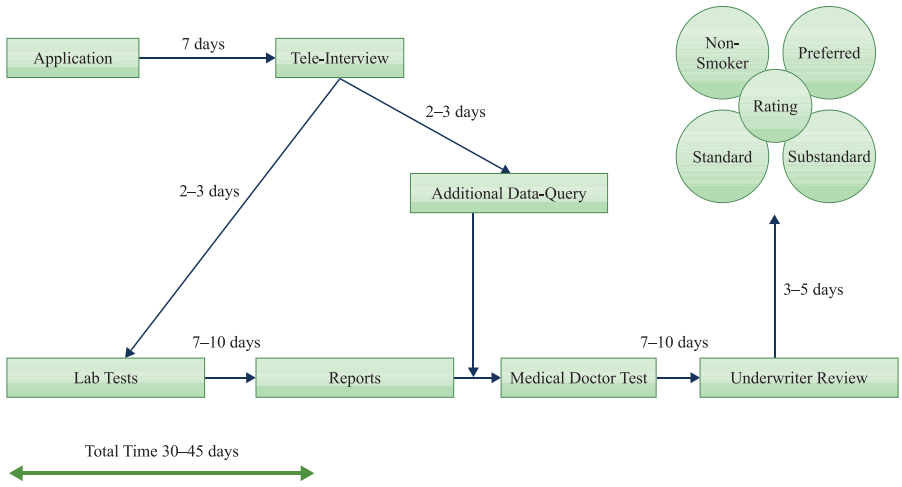 Application
7 days
Tele-Interview
Non-
Smoker
Preferred
Rating
Standard
Substandard
2–3 days
2–3 days
Additional Data-Query
3–5 days
7–10 days
7–10 days
Lab Tests
Reports
Medical Doctor Test
Underwriter Review
Total Time 30–45 days